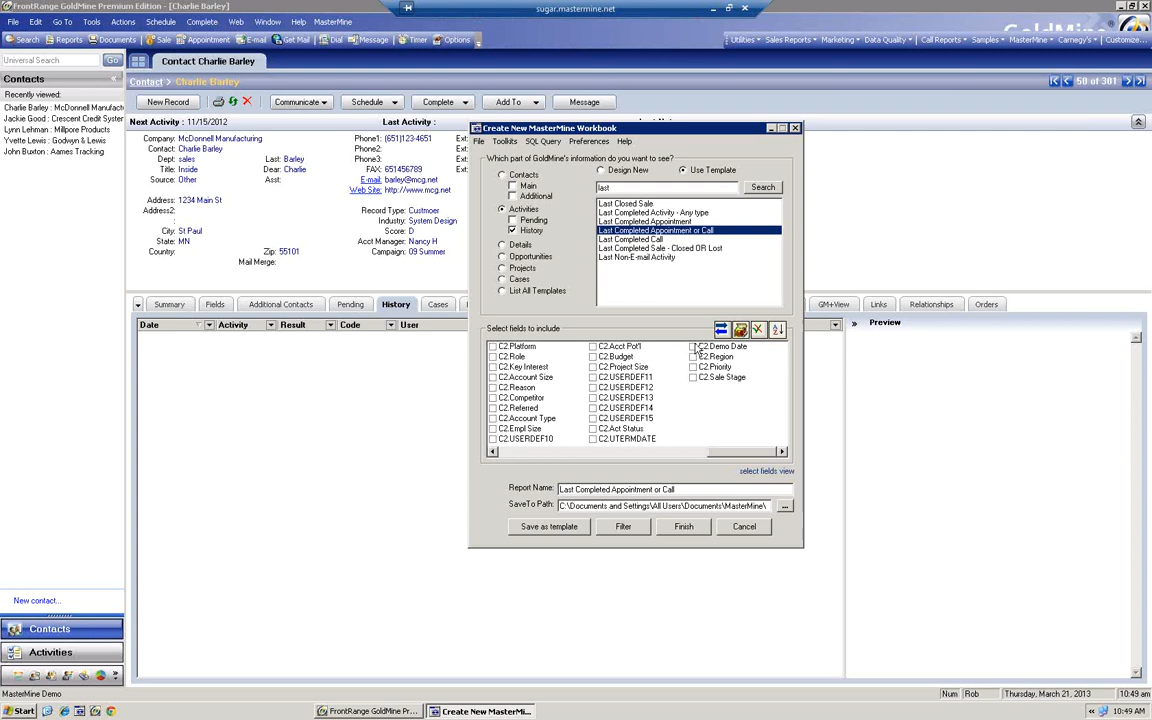 FrontRange GoldMine Premium Edition - [Charlie Barley]
sugar.mastermine.net
File Edit Go To Tools Actions Schedule Complete Web Window Help MasterMine
GoldMine
Search Reports Documents Sale Appointment E-mail Get Mail Dial Message Timer Options
Utilities Sales Reports Marketing Data Quality Call Reports Samples MasterMine Carnegy's Customize...
Universal Search Go
Contact Charlie Barley
Contacts
Contact > Charlie Barley
50 of 301
Recently viewed:
Charlie Barley: McDonnell Manufact
Jackie Good : Crescent Credit System
Lynn Lehman : Millpore Products
Yvette Lewis : Godwyn & Lewis
John Buxton : Aames Tracking
New Record Communicate Schedule Complete Add To Message
Next Activity : 11/15/2012 Last Activity :
Company: McDonnell Manufacturing
Contact: Charlie Barley
Dept: sales Last: Barley
Title: Inside Dear: Charlie
Source: Other Asst:
Address: 1234 Main St
Address2:
:
City: St Paul
State: MN
Country: Zip: 55101
Mail Merge:
Phone1: (651)123-4651 Ext:
Phone2: Ext:
Phone3: Ext:
FAX: 651456789 Ext:
E-mail: barley@mcg.net
Web Site: http://www.mcg.net
Record Type: Custmoer
Industry: System Design
Score: D
Acct Manager: Nancy H
Campaign: 09 Summer
Create New MasterMine Workbook
File Toolkits SQL Query Preferences Help
Which part of GoldMine's information do you want to see?
Contacts
Main
Additional
Activities
Pending
History
Details
Opportunities
Projects
Cases
List All Templates
Design New Use Template
last Search
Last Closed Sale
Last Completed Activity - Any type
Last Completed Appointment
Last Completed Appointment or Call
Last Completed Call
Last Completed Sale - Closed OR Lost
Last Non-E-mail Activity
Select fields to include
C2.Platform
C2.Role
C2.Key Interest
C2.Account Size
C2.Reason
C2.Competitor
C2.Referred
C2.Account Type
C2.Empl Size
C2.USERDEF10
C2.Acct Pot'l
C2.Budget
C2.Project Size
C2.USERDEF11
C2.USERDEF12
C2.USERDEF13
C2.USERDEF14
C2.USERDEF15
C2.Act Status
C2.UTERMDATE
C2.Demo Date
C2.Region
C2.Priority
C2.Sale Stage
select fields view
Report Name: Last Completed Appointment or Call
SaveTo Path: C:\Documents and Settings\All Users\Documents\MasterMine\ ...
Save as template Filter Finish Cancel
Summary Fields Additional Contacts Pending History Cases
GM+View Links Relationships Orders
Date Activity Result Code User
Preview
New contact...
Contacts
Activities
MasterMine Demo
Num Rob Thursday, March 21, 2013 10:49 am
Start FrontRange GoldMine Pr... Create New MasterMi...
10:49 AM